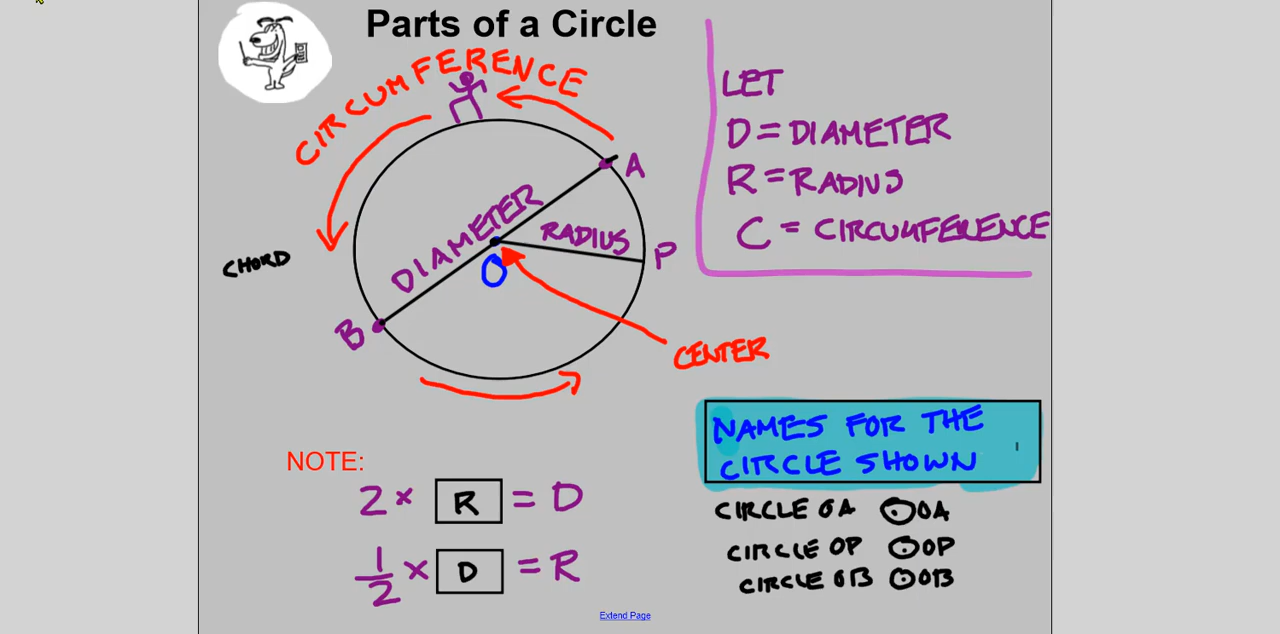 Parts of a Circle
CIRCUMFERENCE
A
DIAMETER
RADIUS
P
O
CHORD
B
CENTER
LET
D = DIAMETER
R = RADIUS
C = CIRCUMFERENCE
NAMES FOR THE
CIRCLE SHOWN
CIRCLE OA ⊙OA
CIRCLE OP ⊙OP
CIRCLE OB ⊙OB
NOTE:
2 × R = D
1/2 × D = R
Extend Page